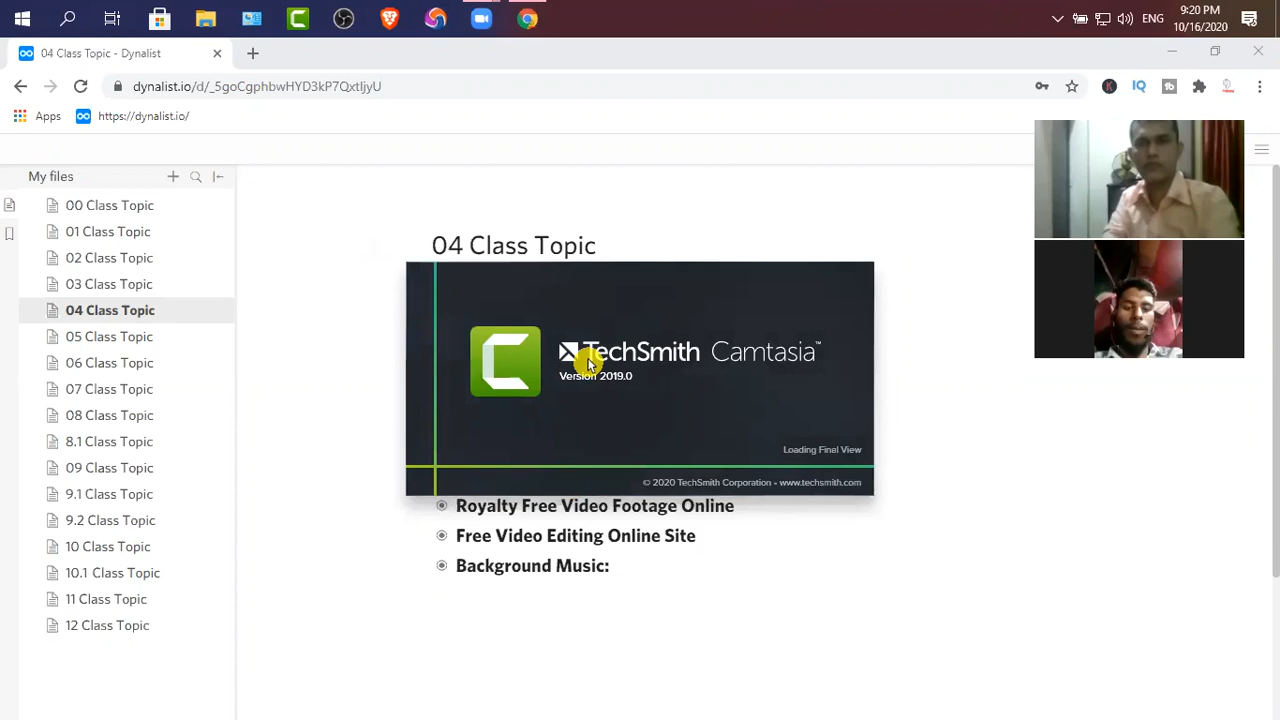 ENG
9:20 PM
10/16/2020
04 Class Topic - Dynalist
dynalist.io/d/_5goCgphbwHYD3kP7QxtljyU
Apps
https://dynalist.io/
My files
00 Class Topic
01 Class Topic
02 Class Topic
03 Class Topic
04 Class Topic
05 Class Topic
06 Class Topic
07 Class Topic
08 Class Topic
8.1 Class Topic
09 Class Topic
9.1 Class Topic
9.2 Class Topic
10 Class Topic
10.1 Class Topic
11 Class Topic
12 Class Topic
04 Class Topic
TechSmith Camtasia™
Version 2019.0
Loading Final View
© 2020 TechSmith Corporation - www.techsmith.com
Royalty Free Video Footage Online
Free Video Editing Online Site
Background Music: